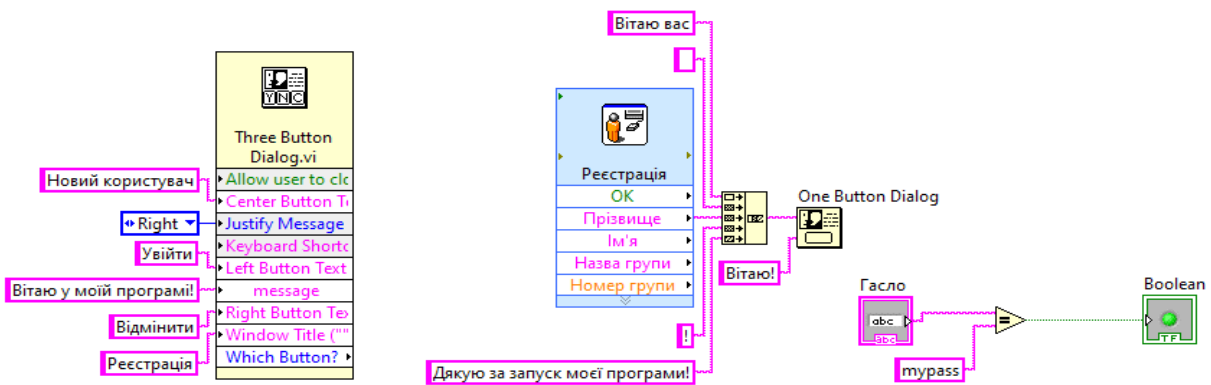 Three Button
Dialog.vi
Новий користувач
Right
Увійти
Вітаю у моїй програмі!
Відмінити
Реєстрація
Allow user to clo
Center Button Te
Justify Message
Keyboard Shortc
Left Button Text
message
Right Button Tex
Window Title (""
Which Button?
YNC
Вітаю вас
Реєстрація
OK
Прізвище
Ім'я
Назва групи
Номер групи
!
Дякую за запуск моєї програми!
One Button Dialog
Вітаю!
Гасло
abc
abc
mypass
=
Boolean
TF